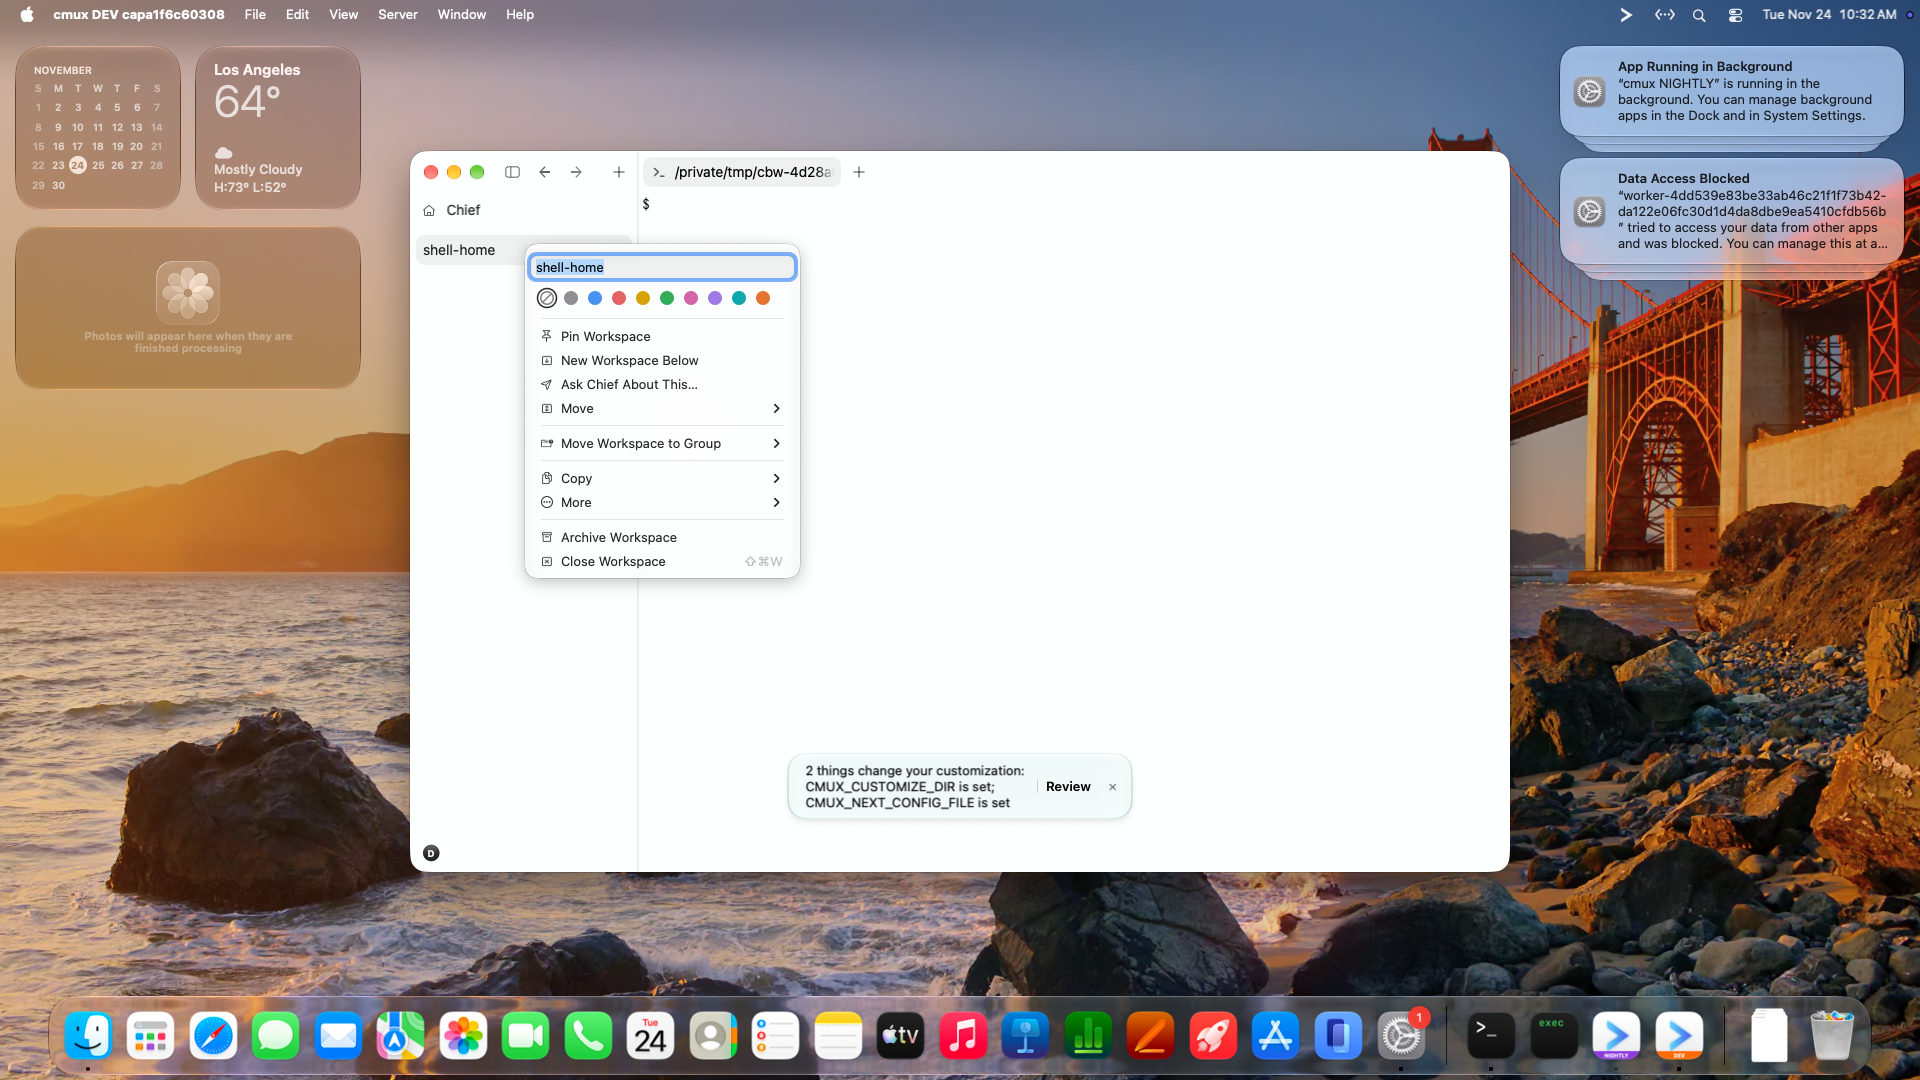 cmux DEV capa1f6c60308 File Edit View Server Window Help
Tue Nov 24 10:32 AM
NOVEMBER
S M T W T F S
1 2 3 4 5 6 7
8 9 10 11 12 13 14
15 16 17 18 19 20 21
22 23 24 25 26 27 28
29 30
Los Angeles
64°
Mostly Cloudy
H:73° L:52°
Photos will appear here when they are
finished processing
App Running in Background
“cmux NIGHTLY” is running in the
background. You can manage background
apps in the Dock and in System Settings.
Data Access Blocked
“worker-4dd539e83be33ab46c21f1f73b42-
da122e06fc30d1d4da8dbe9ea5410cfdb56b
” tried to access your data from other apps
and was blocked. You can manage this at a...
/private/tmp/cbw-4d28a
Chief
$
shell-home
shell-home
Pin Workspace
New Workspace Below
Ask Chief About This...
Move
Move Workspace to Group
Copy
More
Archive Workspace
Close Workspace ⇧⌘W
2 things change your customization:
CMUX_CUSTOMIZE_DIR is set;
CMUX_NEXT_CONFIG_FILE is set
Review
D
Tue
24
tv
1
>_
exec
NIGHTLY
DEV